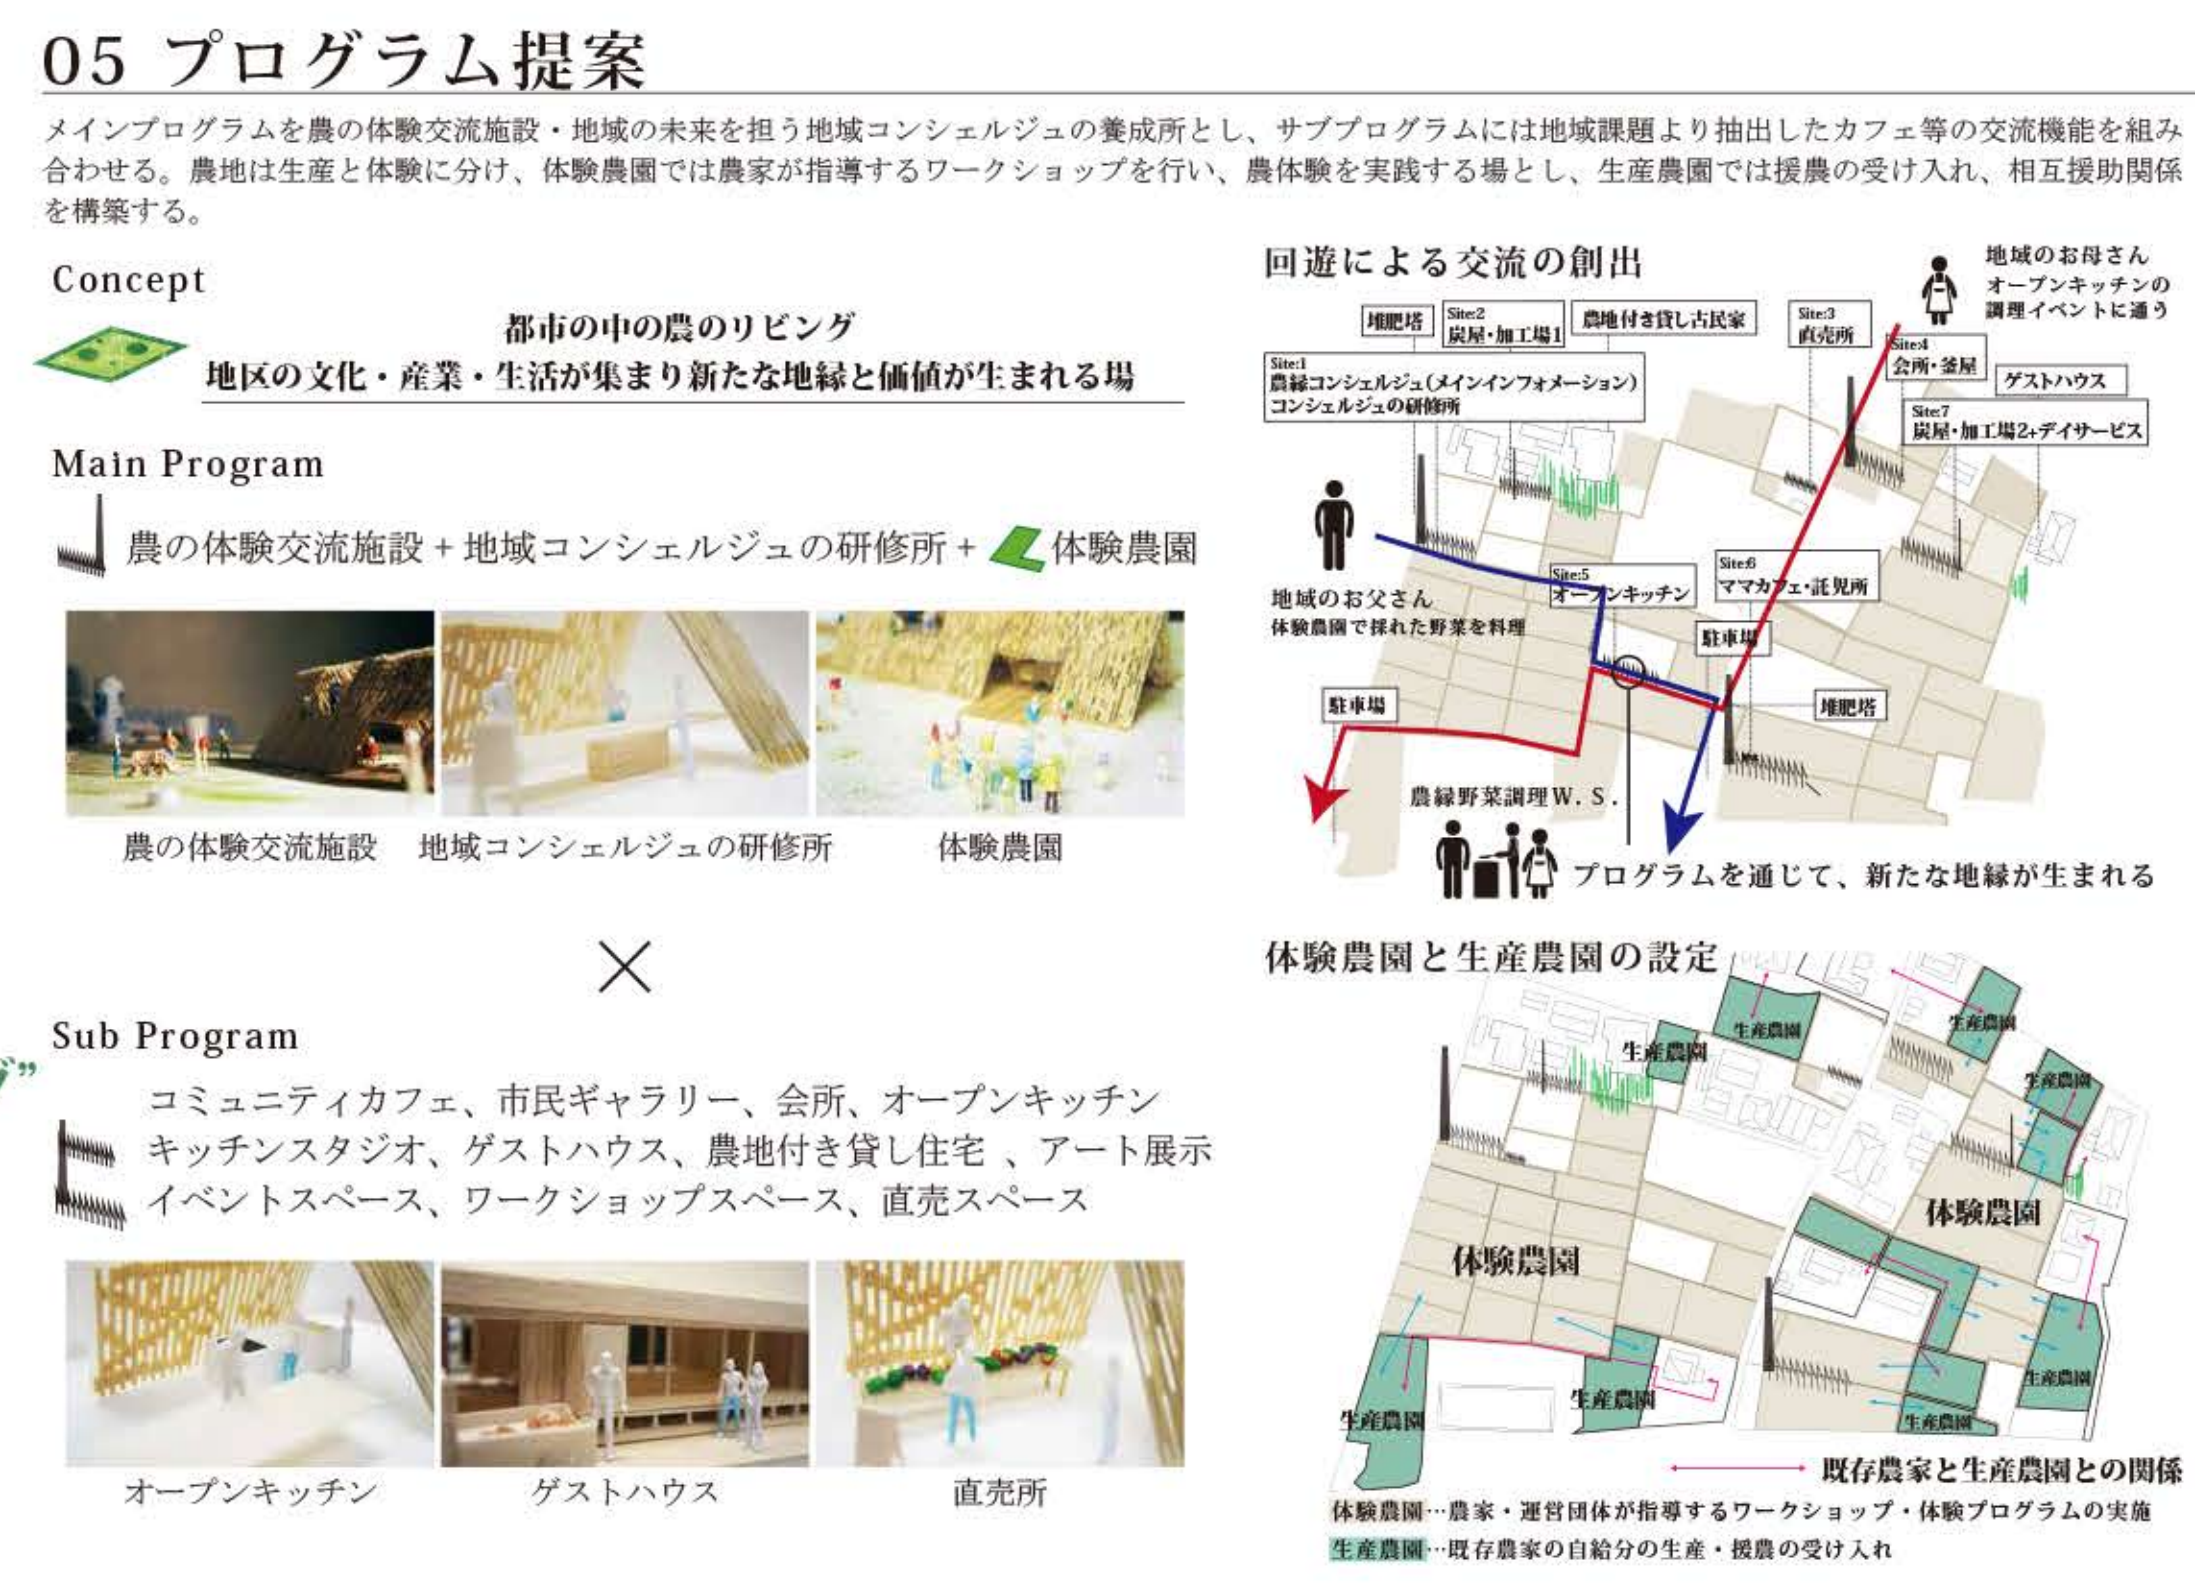 05 プログラム提案
メインプログラムを農の体験交流施設・地域の未来を担う地域コンシェルジュの養成所とし、サブプログラムには地域課題より抽出したカフェ等の交流機能を組み
合わせる。農地は生産と体験に分け、体験農園では農家が指導するワークショップを行い、農体験を実践する場とし、生産農園では援農の受け入れ、相互援助関係
を構築する。
Concept
都市の中の農のリビング
地区の文化・産業・生活が集まり新たな地縁と価値が生まれる場
Main Program
農の体験交流施設 + 地域コンシェルジュの研修所 + 体験農園
農の体験交流施設
地域コンシェルジュの研修所
体験農園
×
Sub Program
コミュニティカフェ、市民ギャラリー、会所、オープンキッチン
キッチンスタジオ、ゲストハウス、農地付き貸し住宅 、アート展示
イベントスペース、ワークショップスペース、直売スペース
オープンキッチン
ゲストハウス
直売所
回遊による交流の創出
地域のお母さん
オープンキッチンの
調理イベントに通う
堆肥塔
Site:2
炭屋・加工場1
農地付き貸し古民家
Site:3
直売所
Site:4
会所・釜屋
Site:1
農縁コンシェルジュ(メインインフォメーション)
コンシェルジュの研修所
ゲストハウス
Site:7
炭屋・加工場2+デイサービス
地域のお父さん
体験農園で採れた野菜を料理
Site:5
オープンキッチン
Site:6
ママカフェ・託児所
駐車場
駐車場
堆肥塔
農縁野菜調理W. S.
プログラムを通じて、新たな地縁が生まれる
体験農園と生産農園の設定
生産農園
生産農園
生産農園
生産農園
体験農園
体験農園
生産農園
生産農園
生産農園
生産農園
既存農家と生産農園との関係
体験農園…農家・運営団体が指導するワークショップ・体験プログラムの実施
生産農園…既存農家の自給分の生産・援農の受け入れ